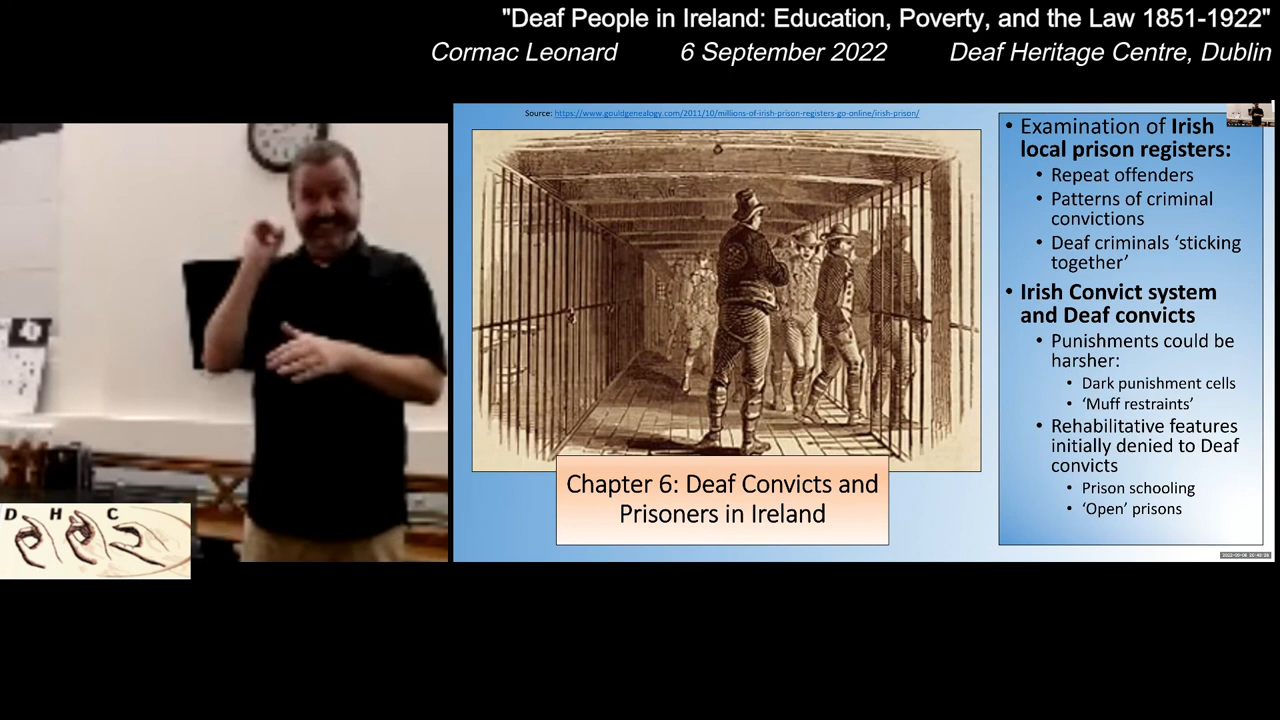 "Deaf People in Ireland: Education, Poverty, and the Law 1851-1922"
Cormac Leonard 6 September 2022 Deaf Heritage Centre, Dublin
Source: https://www.gouldgenealogy.com/2011/10/millions-of-irish-prison-registers-go-online/irish-prison/
Chapter 6: Deaf Convicts and
Prisoners in Ireland
• Examination of Irish
local prison registers:
• Repeat offenders
• Patterns of criminal
convictions
• Deaf criminals ‘sticking
together’
• Irish Convict system
and Deaf convicts
• Punishments could be
harsher:
• Dark punishment cells
• ‘Muff restraints’
• Rehabilitative features
initially denied to Deaf
convicts
• Prison schooling
• ‘Open’ prisons
D H C